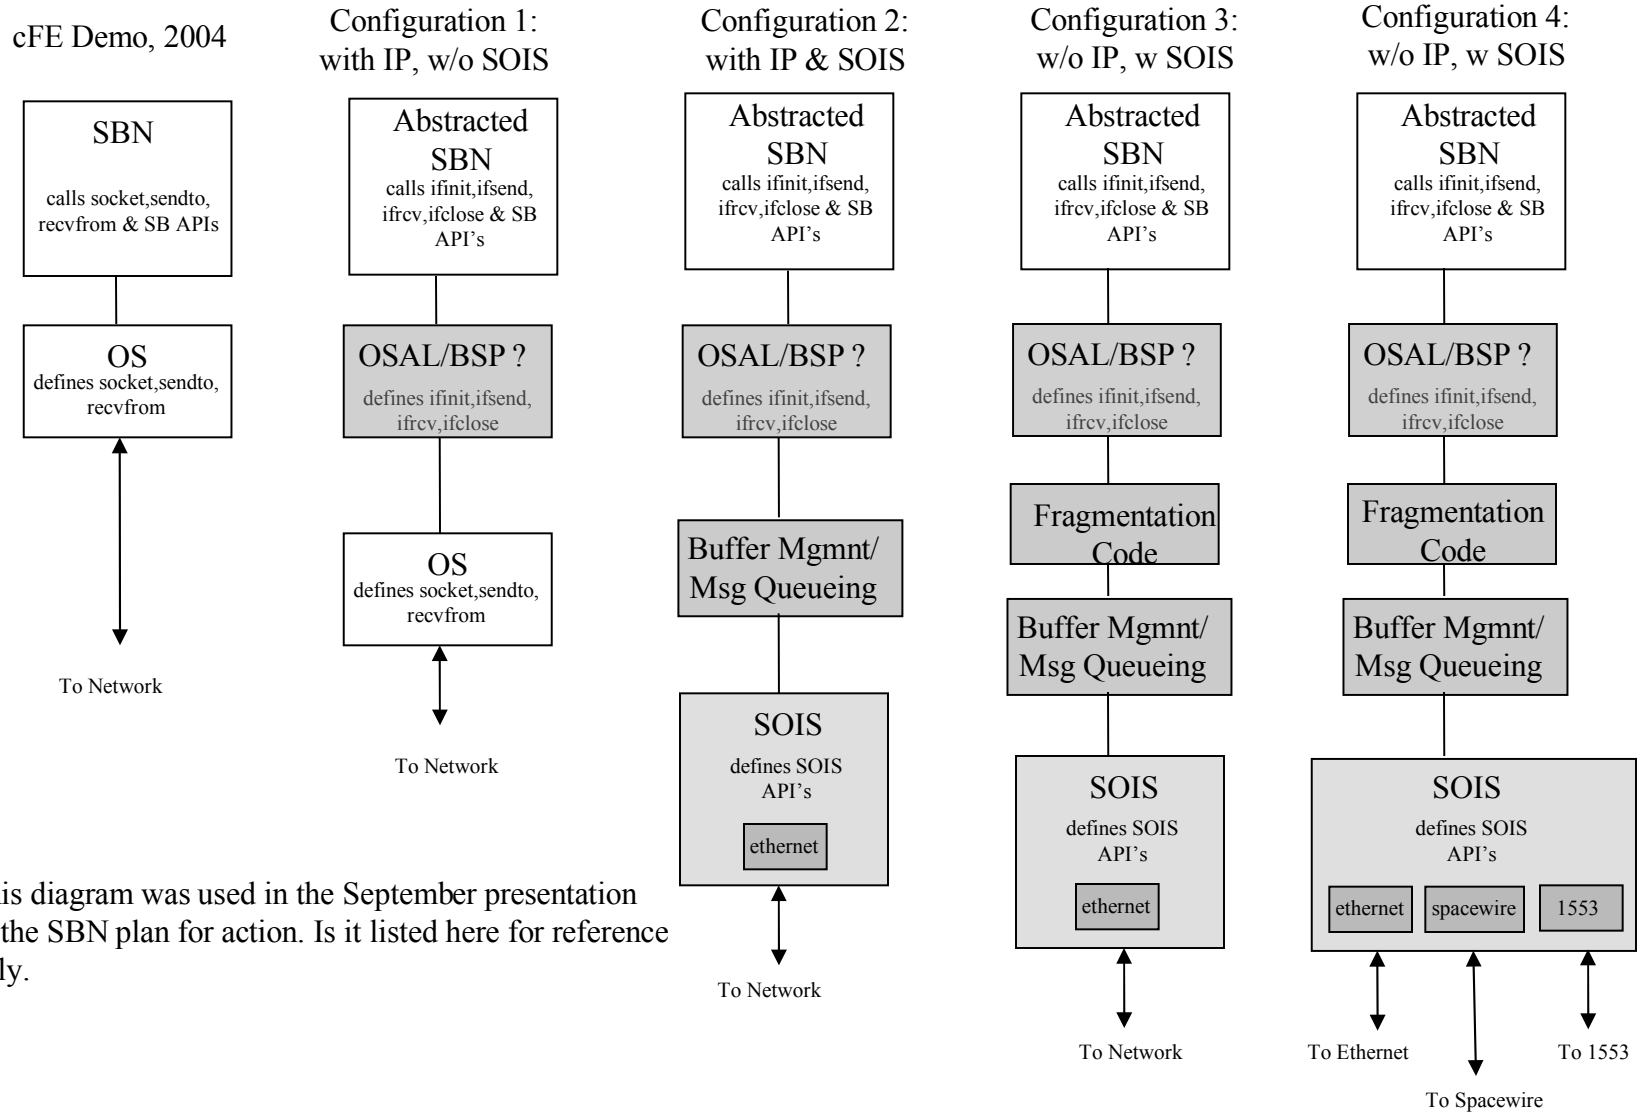 cFE Demo, 2004
SBN
calls socket,sendto,
recvfrom & SB APIs
OS
defines socket,sendto,
recvfrom
To Network
Configuration 1:
with IP, w/o SOIS
Abstracted
SBN
calls ifinit,ifsend,
ifrcv,ifclose & SB
API’s
OSAL/BSP ?
defines ifinit,ifsend,
ifrcv,ifclose
OS
defines socket,sendto,
recvfrom
To Network
Configuration 2:
with IP & SOIS
Abstracted
SBN
calls ifinit,ifsend,
ifrcv,ifclose & SB
API’s
OSAL/BSP ?
defines ifinit,ifsend,
ifrcv,ifclose
Buffer Mgmnt/
Msg Queueing
SOIS
defines SOIS
API’s
ethernet
To Network
Configuration 3:
w/o IP, w SOIS
Abstracted
SBN
calls ifinit,ifsend,
ifrcv,ifclose & SB
API’s
OSAL/BSP ?
defines ifinit,ifsend,
ifrcv,ifclose
Fragmentation
Code
Buffer Mgmnt/
Msg Queueing
SOIS
defines SOIS
API’s
ethernet
To Network
Configuration 4:
w/o IP, w SOIS
Abstracted
SBN
calls ifinit,ifsend,
ifrcv,ifclose & SB
API’s
OSAL/BSP ?
defines ifinit,ifsend,
ifrcv,ifclose
Fragmentation
Code
Buffer Mgmnt/
Msg Queueing
SOIS
defines SOIS
API’s
ethernet
spacewire
1553
To Ethernet
To Spacewire
To 1553
is diagram was used in the September presentation
the SBN plan for action. Is it listed here for reference
ly.